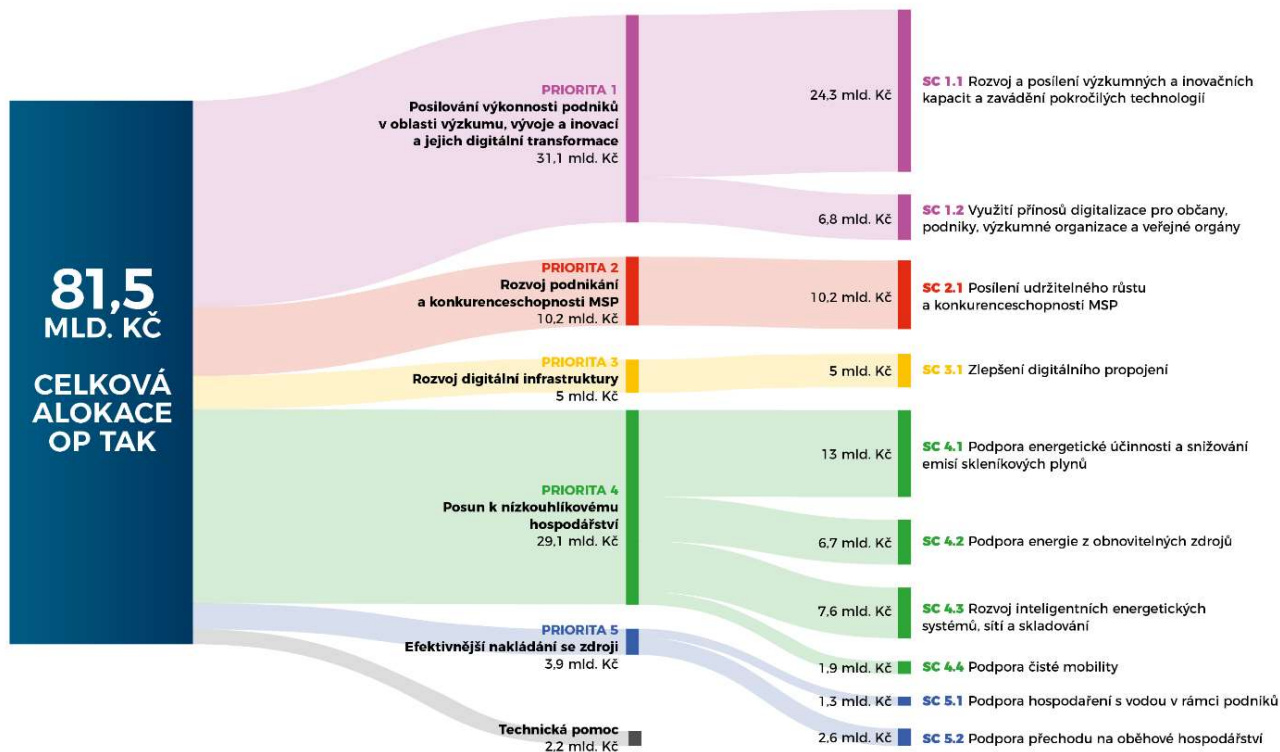 81,5
MLD. KČ
CELKOVÁ
ALOKACE
OP TAK
PRIORITA 1
Posilování výkonnosti podniků
v oblasti výzkumu, vývoje a inovací
a jejich digitální transformace
31,1 mld. Kč
24,3 mld. Kč
SC 1.1 Rozvoj a posílení výzkumných a inovačních
kapacit a zavádění pokročilých technologií
6,8 mld. Kč
SC 1.2 Využití přínosů digitalizace pro občany,
podniky, výzkumné organizace a veřejné orgány
PRIORITA 2
Rozvoj podnikání
a konkurenceschopnosti MSP
10,2 mld. Kč
10,2 mld. Kč
SC 2.1 Posílení udržitelného růstu
a konkurenceschopnosti MSP
PRIORITA 3
Rozvoj digitální infrastruktury
5 mld. Kč
5 mld. Kč
SC 3.1 Zlepšení digitálního propojení
PRIORITA 4
Posun k nízkouhlíkovému
hospodářství
29,1 mld. Kč
13 mld. Kč
SC 4.1 Podpora energetické účinnosti a snižování
emisí skleníkových plynů
6,7 mld. Kč
SC 4.2 Podpora energie z obnovitelných zdrojů
7,6 mld. Kč
SC 4.3 Rozvoj inteligentních energetických
systémů, sítí a skladování
1,9 mld. Kč
SC 4.4 Podpora čisté mobility
PRIORITA 5
Efektivnější nakládání se zdroji
3,9 mld. Kč
1,3 mld. Kč
SC 5.1 Podpora hospodaření s vodou v rámci podniků
2,6 mld. Kč
SC 5.2 Podpora přechodu na oběhové hospodářství
Technická pomoc
2,2 mld. Kč